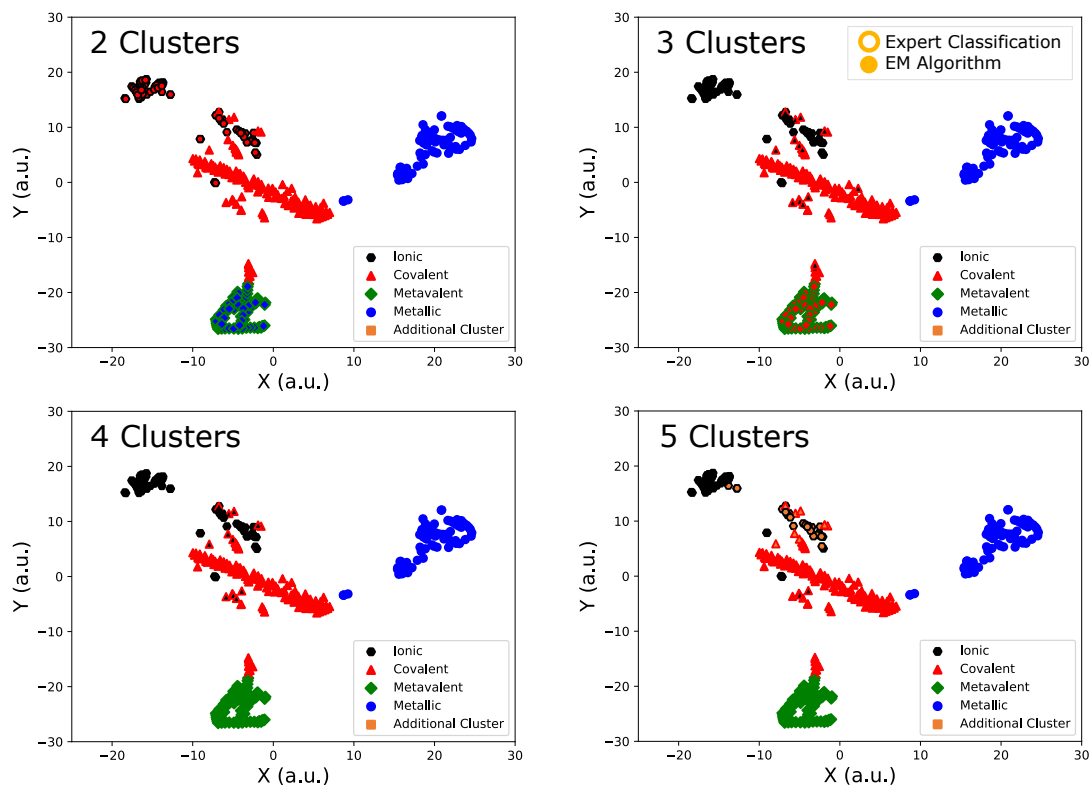 2 Clusters
30
20
10
0
−10
−20
−30
Y (a.u.)
−20
−10
0
10
20
30
X (a.u.)
Ionic
Covalent
Metavalent
Metallic
Additional Cluster
3 Clusters
Expert Classification
EM Algorithm
30
20
10
0
−10
−20
−30
Y (a.u.)
−20
−10
0
10
20
30
X (a.u.)
Ionic
Covalent
Metavalent
Metallic
Additional Cluster
4 Clusters
30
20
10
0
−10
−20
−30
Y (a.u.)
−20
−10
0
10
20
30
X (a.u.)
Ionic
Covalent
Metavalent
Metallic
Additional Cluster
5 Clusters
30
20
10
0
−10
−20
−30
Y (a.u.)
−20
−10
0
10
20
30
X (a.u.)
Ionic
Covalent
Metavalent
Metallic
Additional Cluster